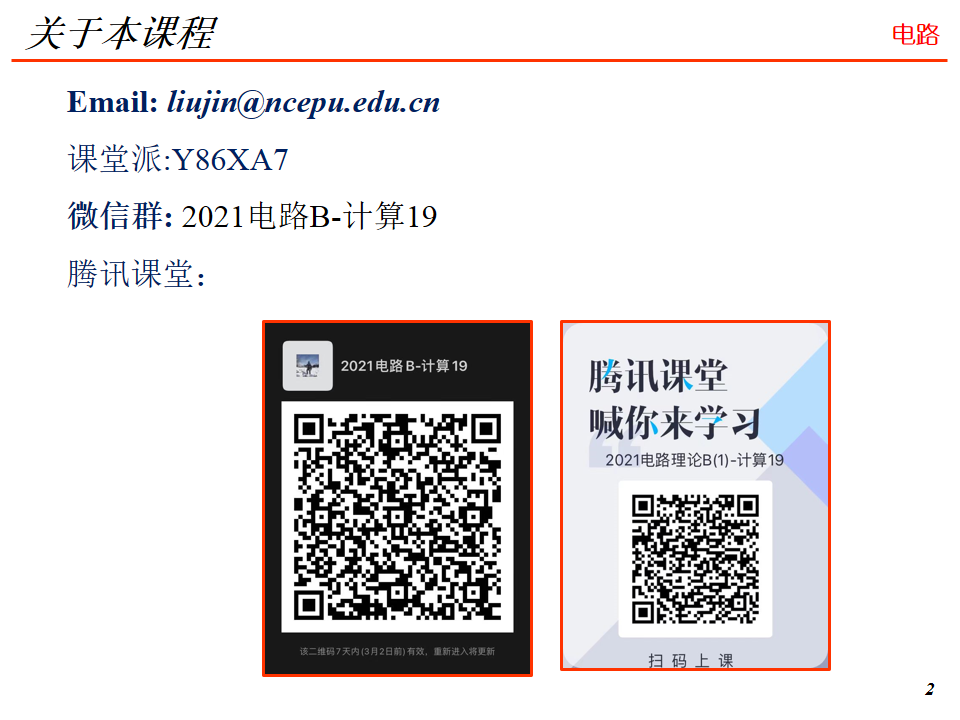 关于本课程
电路
Email: liujin@ncepu.edu.cn
课堂派:Y86XA7
微信群: 2021电路B-计算19
腾讯课堂：
2021电路B-计算19
该二维码7天内(3月2日前)有效，重新进入将更新
腾讯课堂
喊你来学习
2021电路理论B(1)-计算19
扫码上课
2